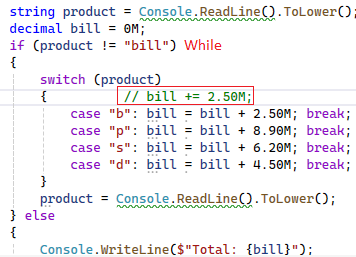 string product = Console.ReadLine().ToLower();
decimal bill = 0M;
if (product != "bill") While
{
switch (product)
{ // bill += 2.50M;
case "b": bill = bill + 2.50M; break;
case "p": bill = bill + 8.90M; break;
case "s": bill = bill + 6.20M; break;
case "d": bill = bill + 4.50M; break;
}
product = Console.ReadLine().ToLower();
} else
{
Console.WriteLine($"Total: {bill}");